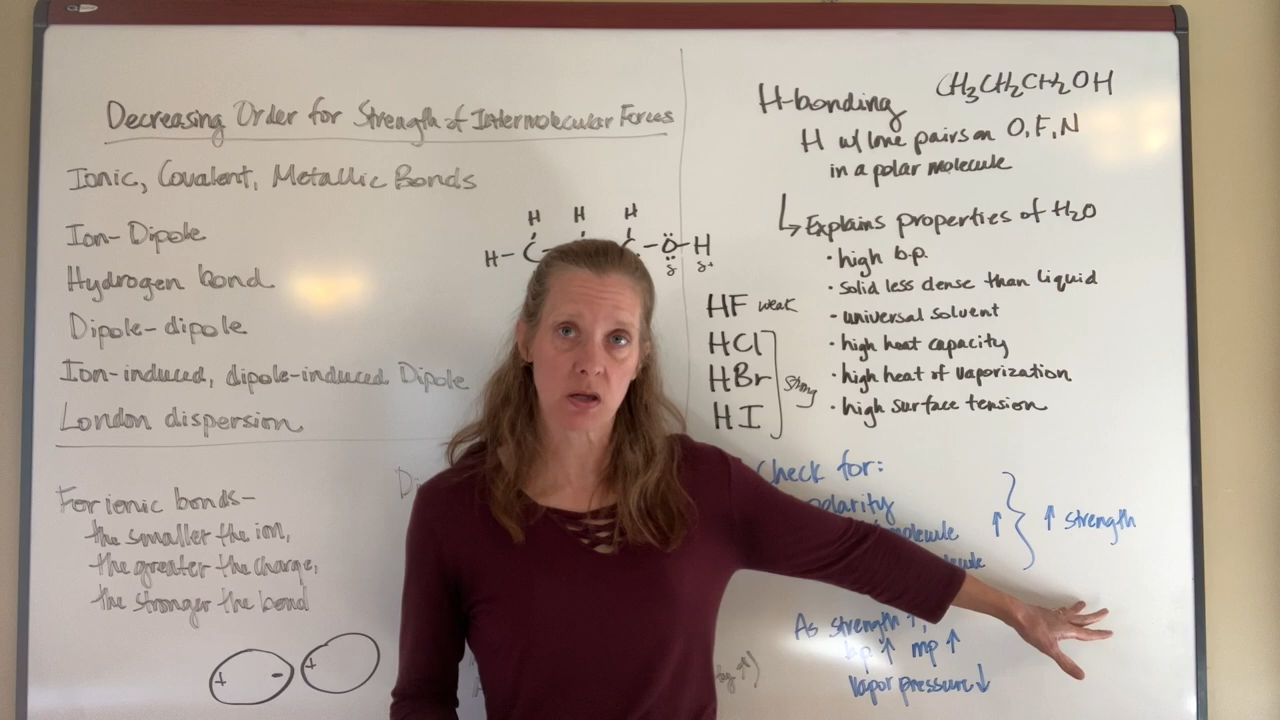 Decreasing Order for Strength of Intermolecular Forces
Ionic, Covalent, Metallic Bonds
Ion-Dipole
Hydrogen bond
Dipole-dipole
Ion-induced, dipole-induced Dipole
London dispersion
For ionic bonds-
the smaller the ion,
the greater the charge,
the stronger the bond
+ - +
H H H
H-C C-Ö-H
δ- δ+
H-bonding CH3CH2CH2OH
H w/ lone pairs on O, F, N
in a polar molecule
↳ Explains properties of H2O
• high b.p.
• solid less dense than liquid
• universal solvent
• high heat capacity
• high heat of vaporization
• high surface tension
HF weak
HCl
HBr strong
HI
Check for:
polarity
molecule ↑ } ↑ strength
As strength ↑,
bp ↑ mp ↑
vapor pressure ↓